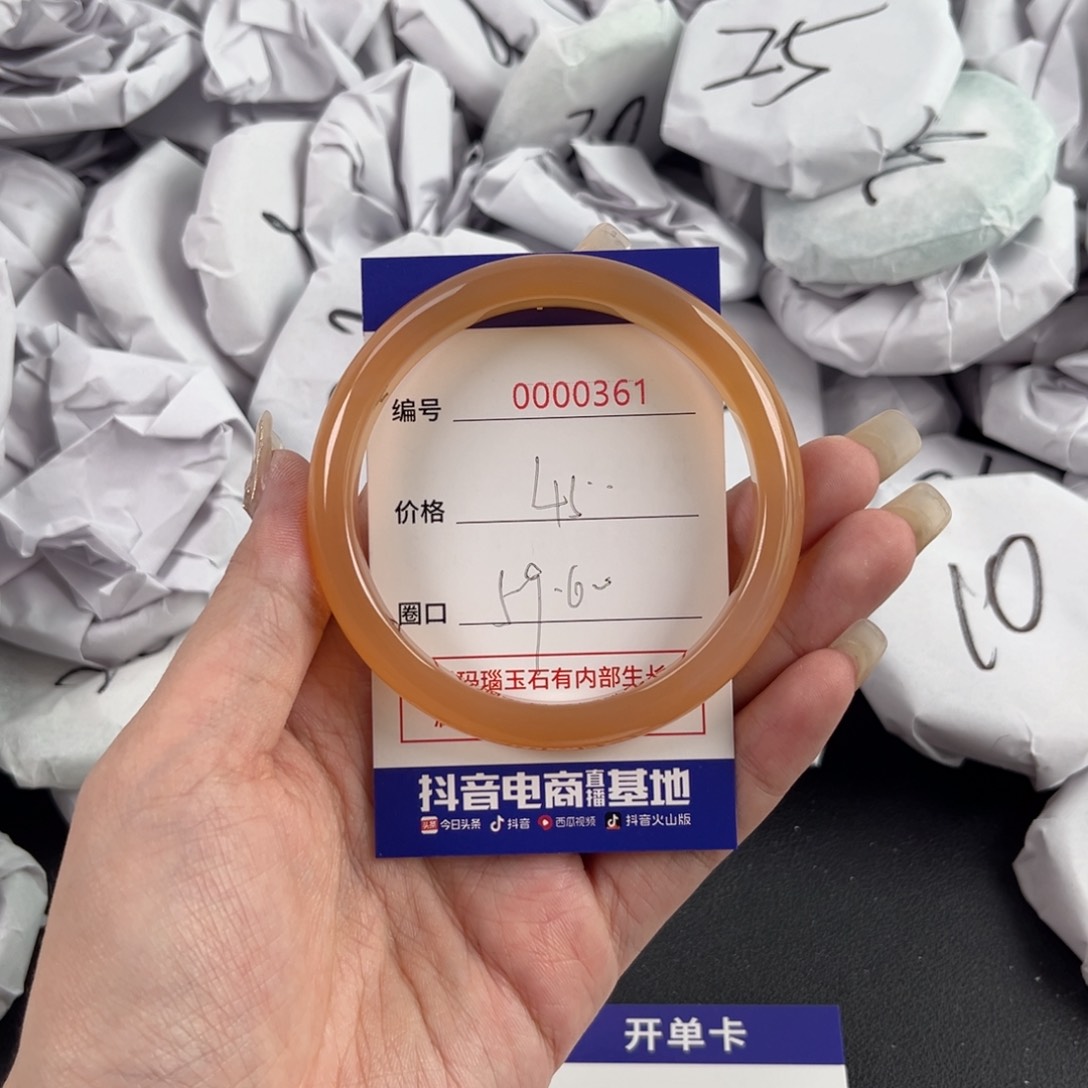 25
编号 0000361
价格 45
圈口 59.60
玛瑙玉石有内部生长
10
抖音电商直播基地
今日头条 抖音 西瓜视频 抖音火山版
开单卡